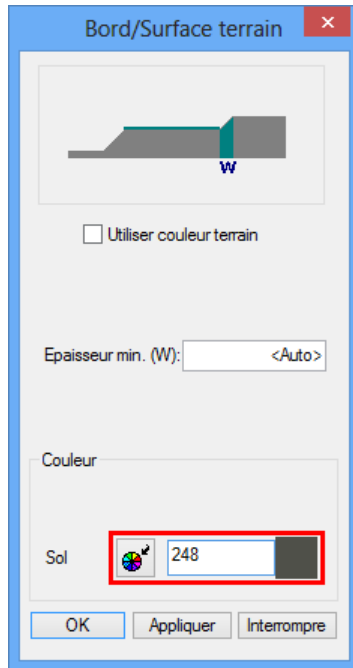 Bord/Surface terrain
W
Utiliser couleur terrain
Epaisseur min. (W): <Auto>
Couleur
Sol 248
OK Appliquer Interrompre